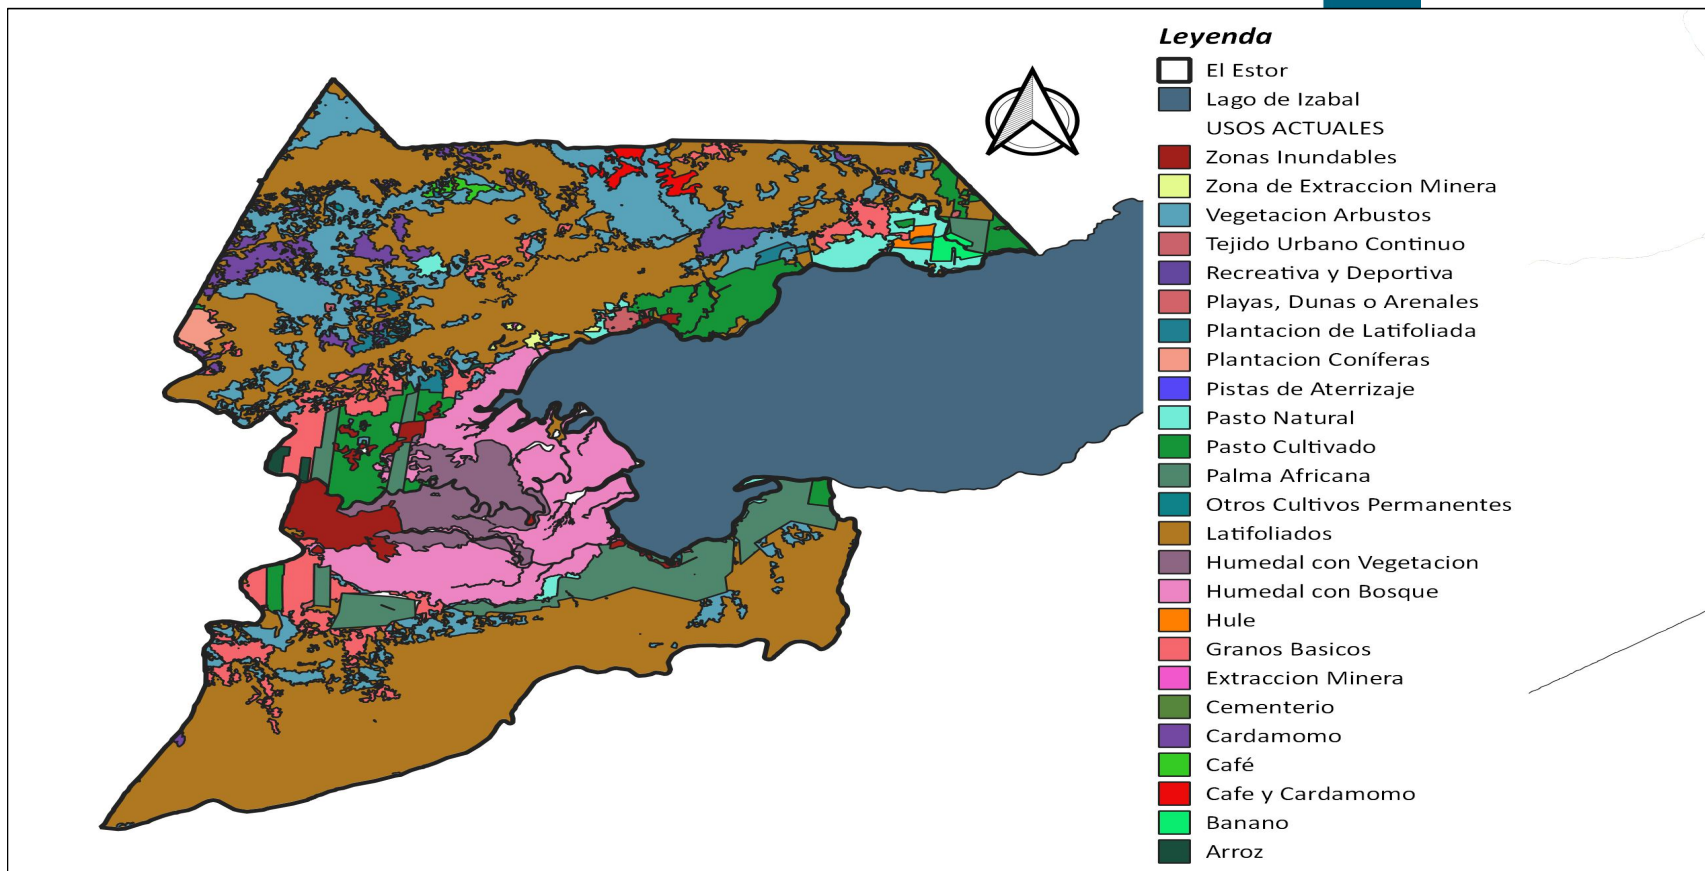 Leyenda
El Estor
Lago de Izabal
USOS ACTUALES
Zonas Inundables
Zona de Extraccion Minera
Vegetacion Arbustos
Tejido Urbano Continuo
Recreativa y Deportiva
Playas, Dunas o Arenales
Plantacion de Latifoliada
Plantacion Coníferas
Pistas de Aterrizaje
Pasto Natural
Pasto Cultivado
Palma Africana
Otros Cultivos Permanentes
Latifoliados
Humedal con Vegetacion
Humedal con Bosque
Hule
Granos Basicos
Extraccion Minera
Cementerio
Cardamomo
Café
Cafe y Cardamomo
Banano
Arroz